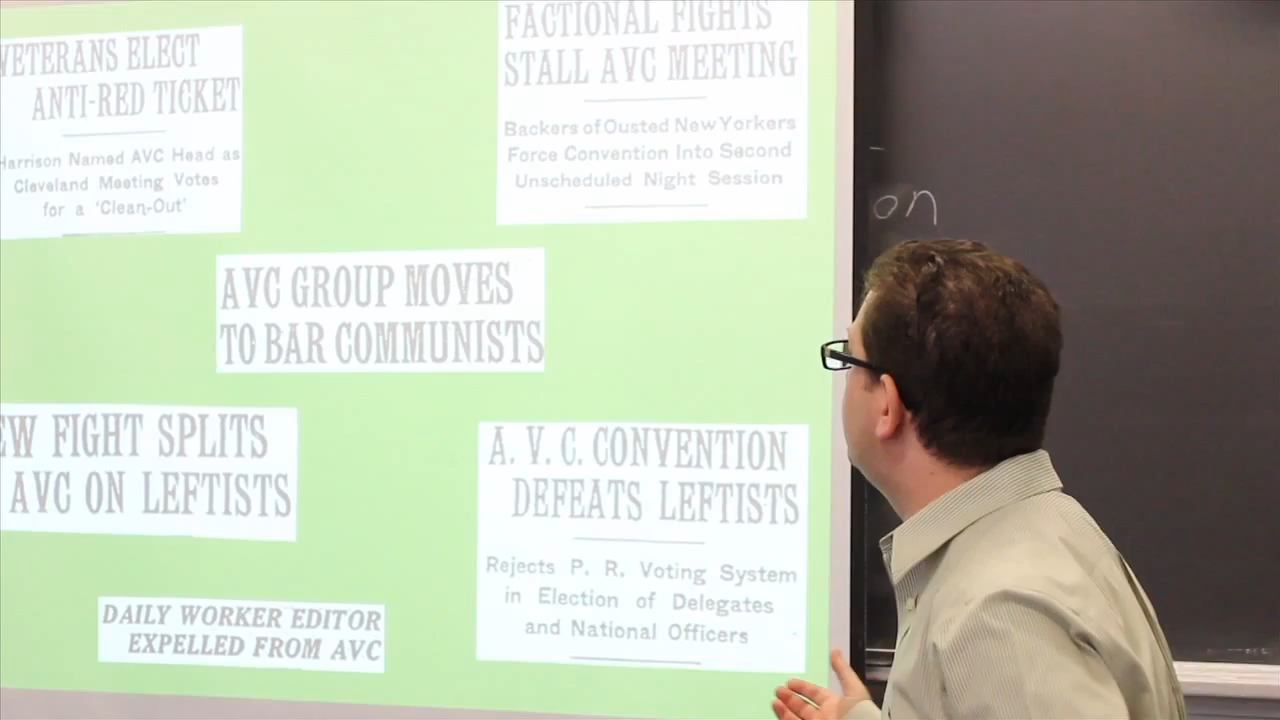 VETERANS ELECT
ANTI-RED TICKET
Harrison Named AVC Head as
Cleveland Meeting Votes
for a 'Clean-Out'
FACTIONAL FIGHTS
STALL AVC MEETING
Backers of Ousted New Yorkers
Force Convention Into Second
Unscheduled Night Session
on
AVC GROUP MOVES
TO BAR COMMUNISTS
EW FIGHT SPLITS
AVC ON LEFTISTS
A. V. C. CONVENTION
DEFEATS LEFTISTS
Rejects P. R. Voting System
in Election of Delegates
and National Officers
DAILY WORKER EDITOR
EXPELLED FROM AVC